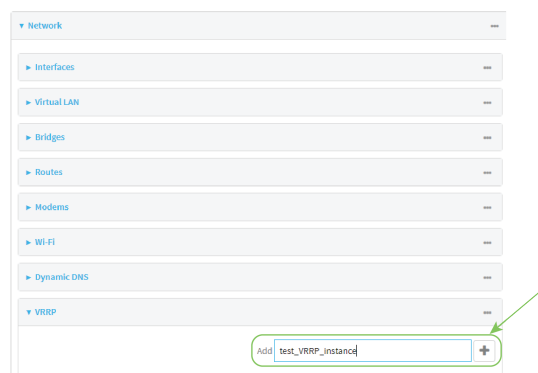 Network
Interfaces
Virtual LAN
Bridges
Routes
Modems
Wi-Fi
Dynamic DNS
VRRP
Add test_VRRP_instance